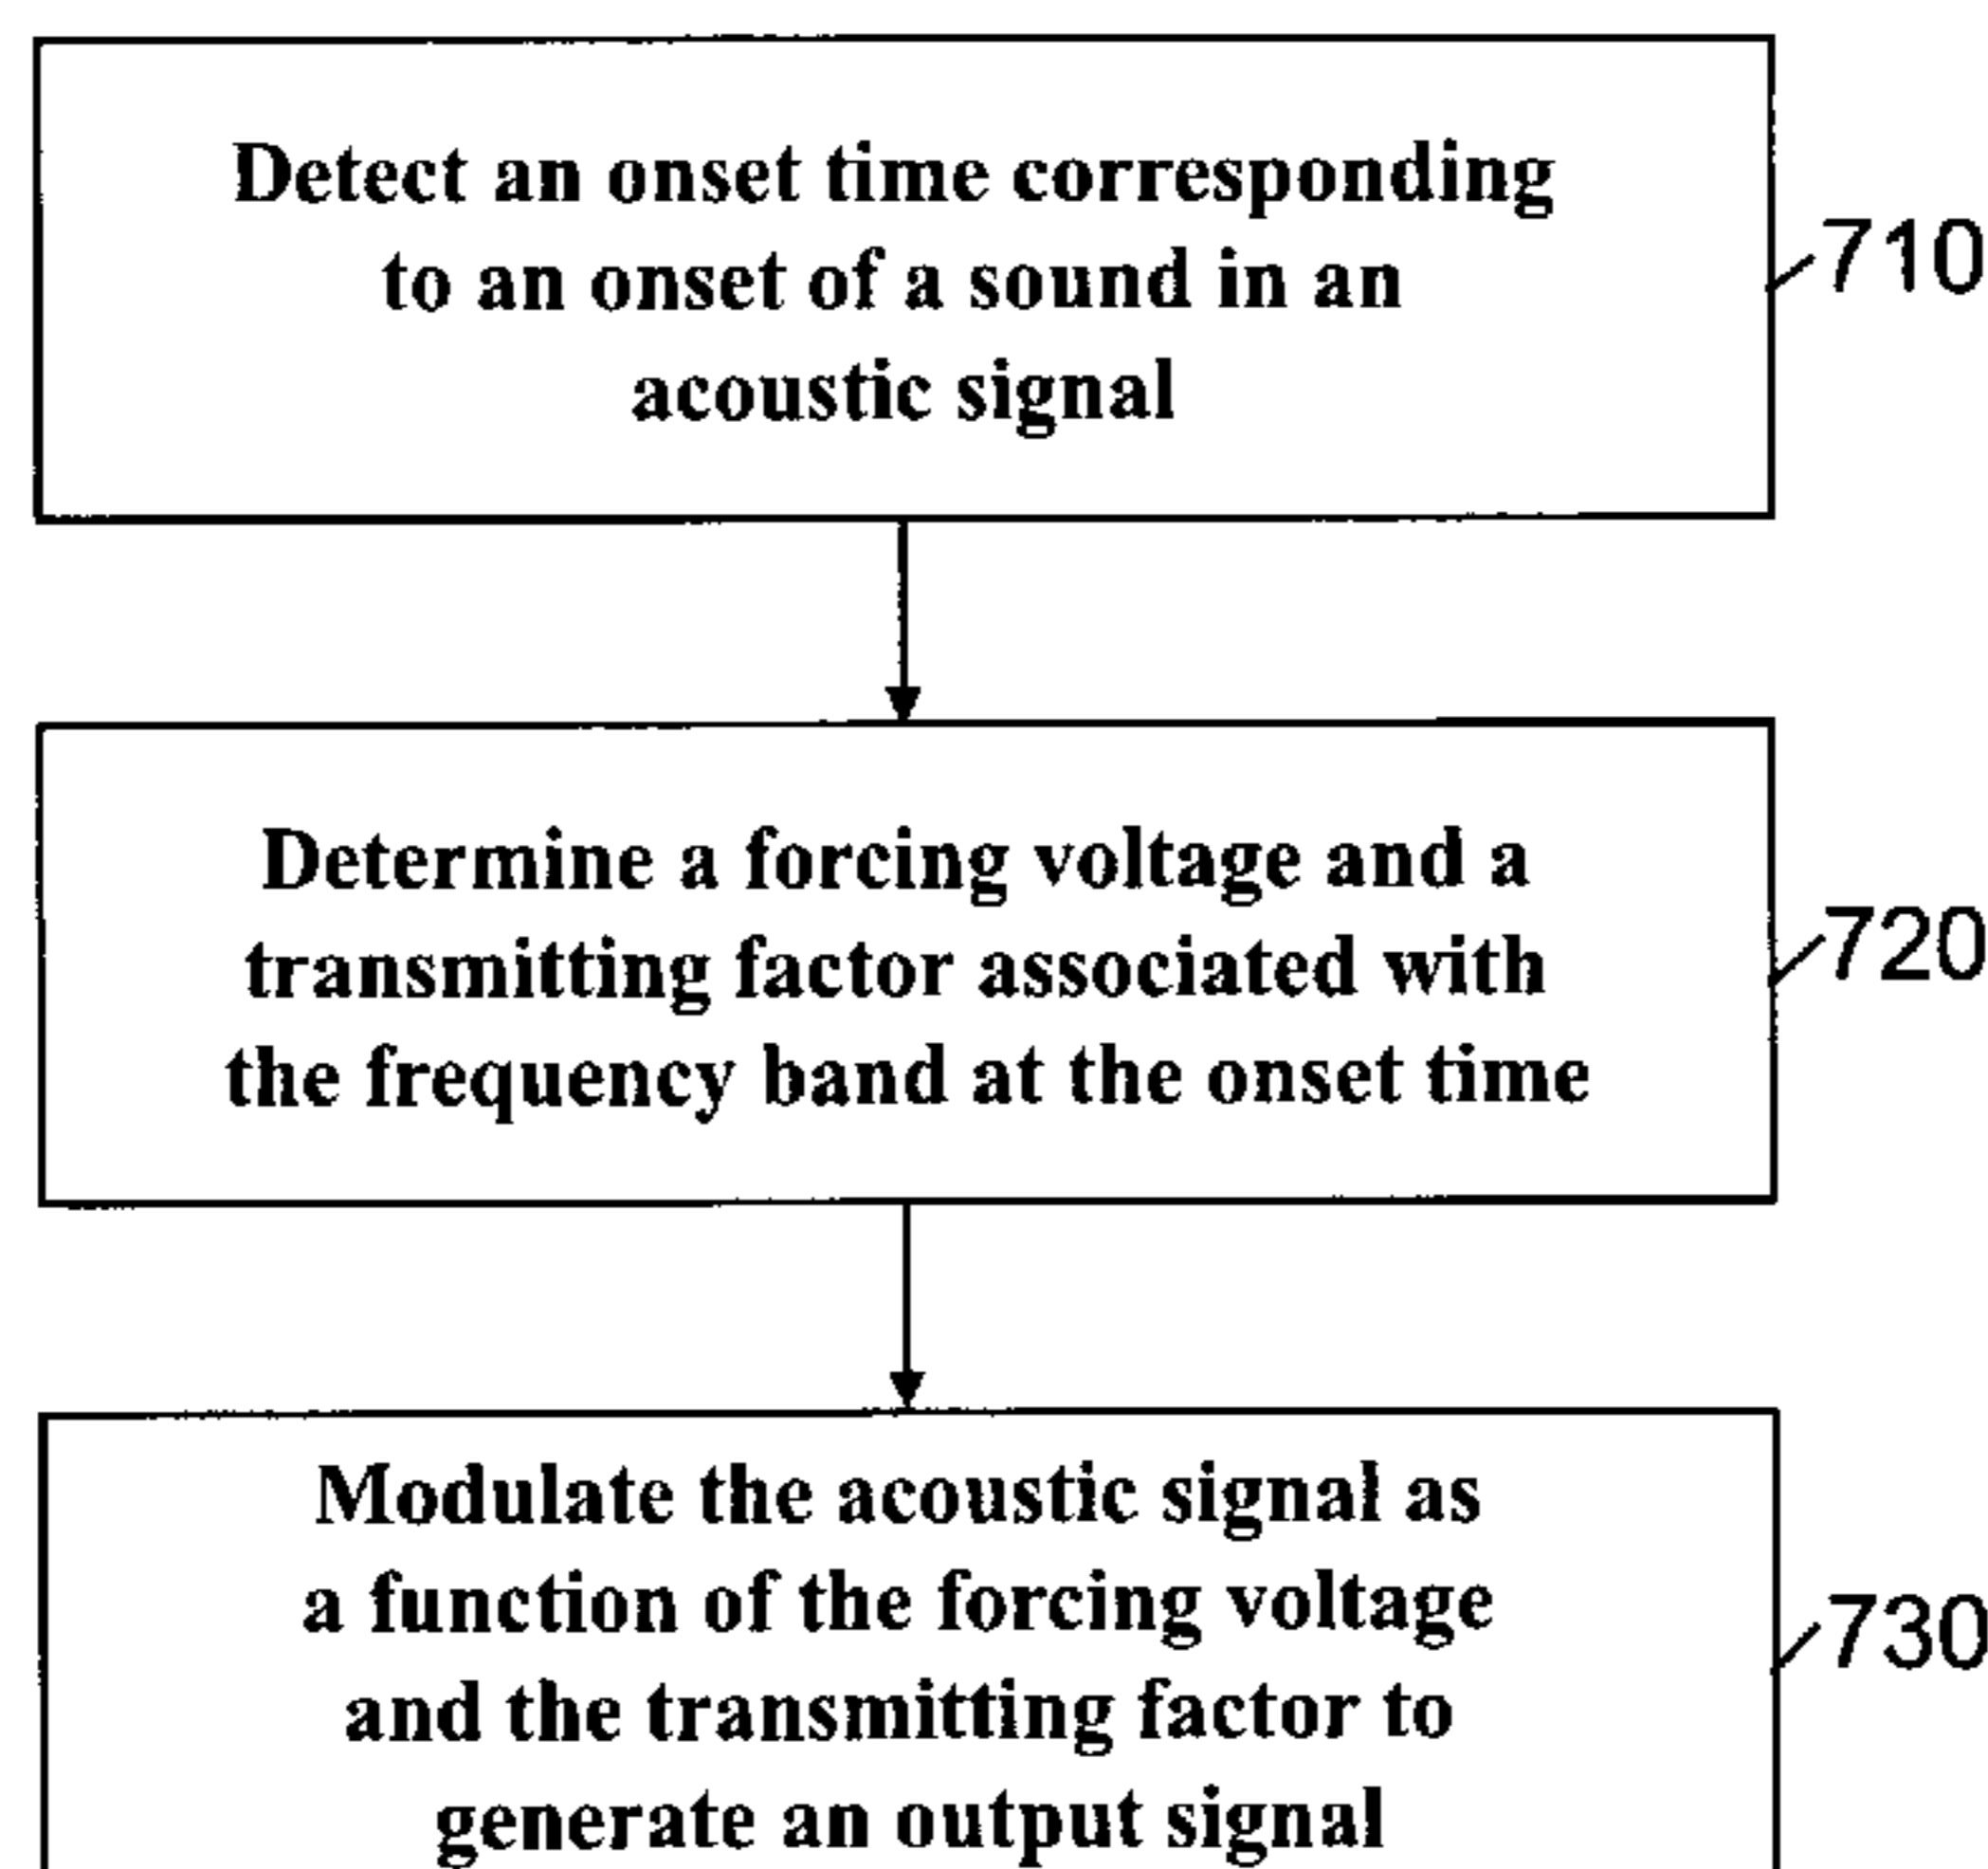 Detect an onset time corresponding
to an onset of a sound in an
acoustic signal
710
Determine a forcing voltage and a
transmitting factor associated with
the frequency band at the onset time
720
Modulate the acoustic signal as
a function of the forcing voltage
and the transmitting factor to
generate an output signal
730